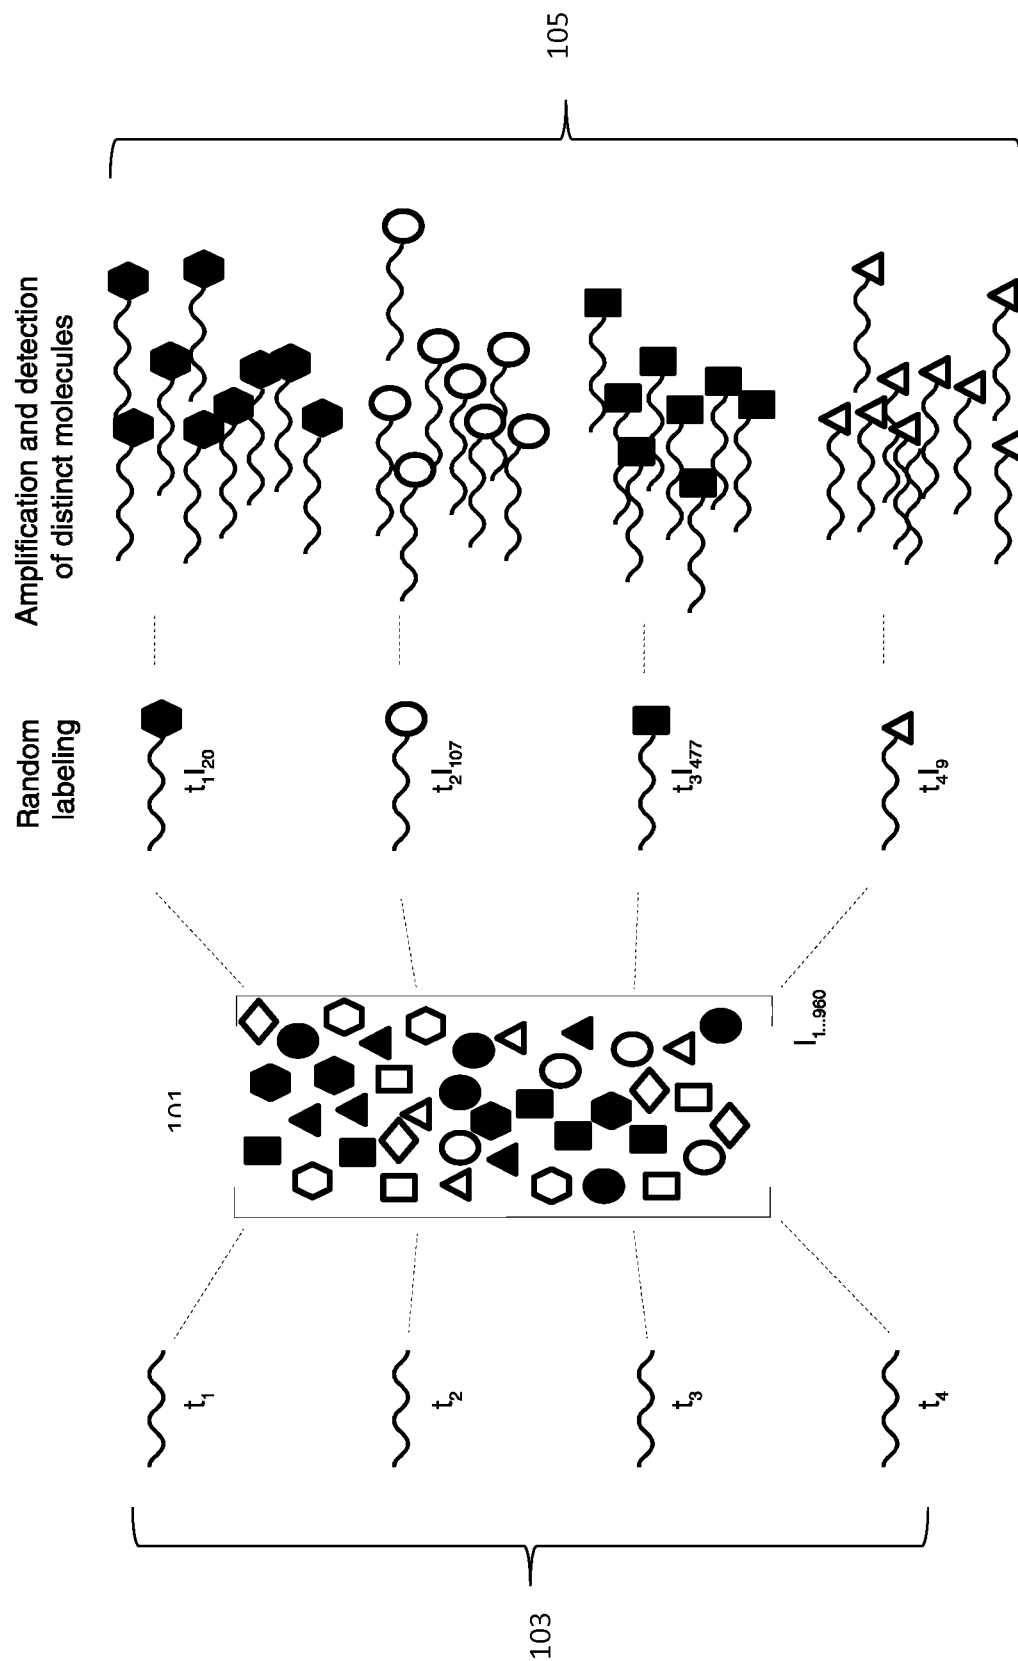 Random
labeling
Amplification and detection
of distinct molecules
101
t₁
t₁l₂₀
t₂
t₂l₁₀₇
103
105
t₃
t₃l₄₇₇
l₁...₉₆₀
t₄
t₄l₉